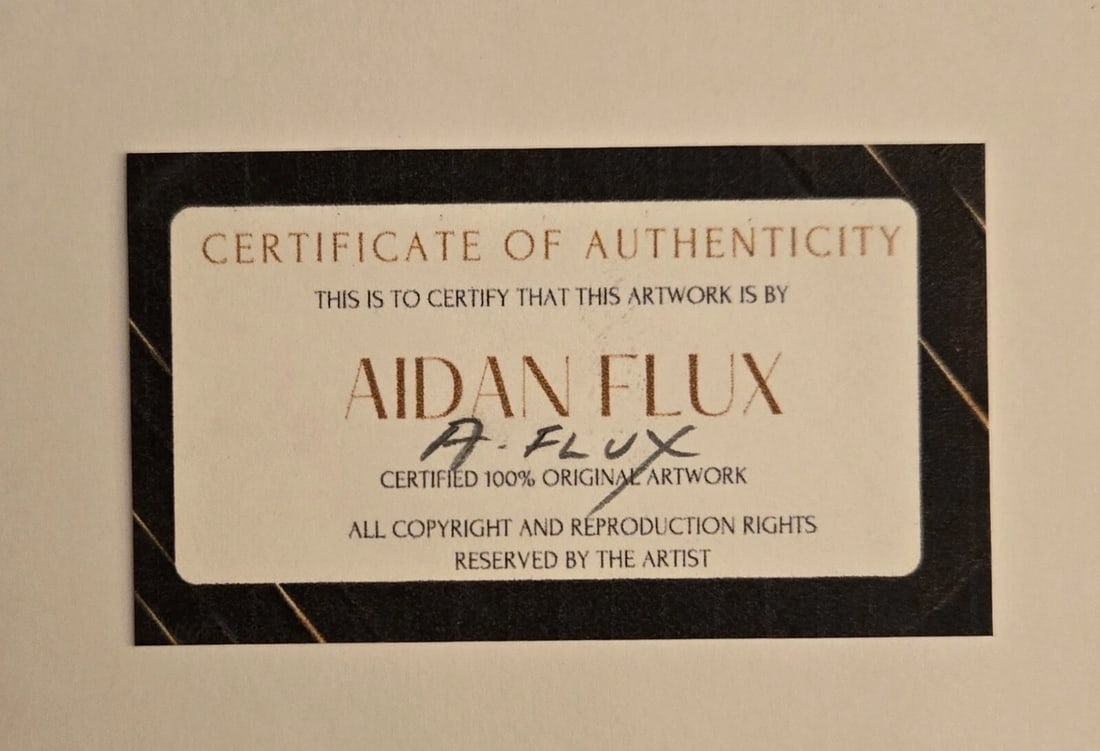 CERTIFICATE OF AUTHENTICITY
THIS IS TO CERTIFY THAT THIS ARTWORK IS BY
AIDAN FLUX
A. FLUX
CERTIFIED 100% ORIGINAL ARTWORK
ALL COPYRIGHT AND REPRODUCTION RIGHTS
RESERVED BY THE ARTIST